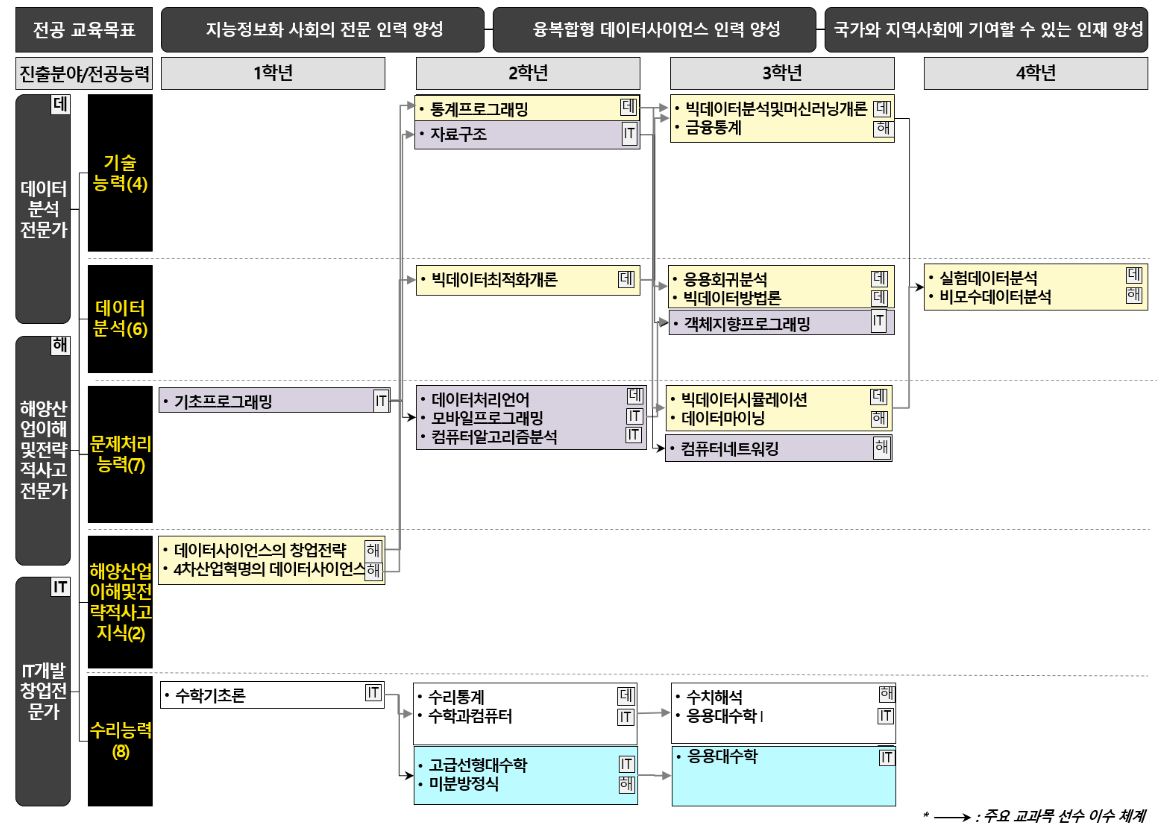 전공 교육목표
지능정보화 사회의 전문 인력 양성
융복합형 데이터사이언스 인력 양성
국가와 지역사회에 기여할 수 있는 인재 양성
진출분야/전공능력
1학년
2학년
3학년
4학년
데
데이터
분석
전문가
해
해양산
업이해
및전략
적사고
전문가
IT
IT개발
창업전
문가
기술
능력(4)
• 통계프로그래밍 데
• 자료구조 IT
• 빅데이터분석및머신러닝개론 데
• 금융통계 해
데이터
분석(6)
• 빅데이터최적화개론 데
• 응용회귀분석 데
• 빅데이터방법론 데
• 객체지향프로그래밍 IT
• 실험데이터분석 데
• 비모수데이터분석 해
문제처리
능력(7)
• 기초프로그래밍 IT
• 데이터처리언어 데
• 모바일프로그래밍 IT
• 컴퓨터알고리즘분석 IT
• 빅데이터시뮬레이션 데
• 데이터마이닝 해
• 컴퓨터네트워킹 해
해양산업
이해및전
략적사고
지식(2)
• 데이터사이언스의 창업전략 해
• 4차산업혁명의 데이터사이언스 해
수리능력
(8)
• 수학기초론 IT
• 수리통계 데
• 수학과컴퓨터 IT
• 수치해석 해
• 응용대수학 I IT
• 고급선형대수학 IT
• 미분방정식 해
• 응용대수학 IT
* → : 주요 교과목 선수 이수 체계